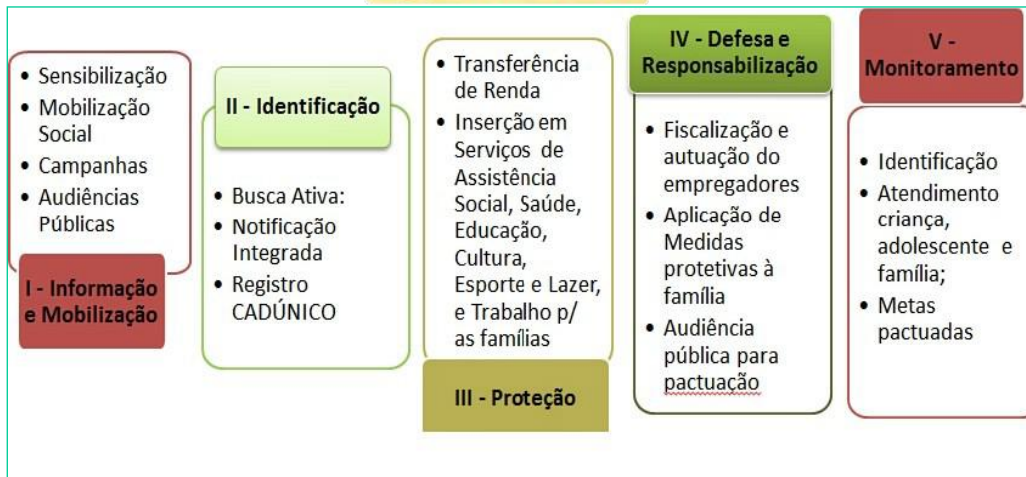 • Sensibilização
• Mobilização
Social
• Campanhas
• Audiências
Públicas
I - Informação
e Mobilização
II - Identificação
• Busca Ativa:
• Notificação
Integrada
• Registro
CADÚNICO
• Transferência
de Renda
• Inserção em
Serviços de
Assistência
Social, Saúde,
Educação,
Cultura,
Esporte e Lazer,
e Trabalho p/
as famílias
III - Proteção
IV - Defesa e
Responsabilização
• Fiscalização e
autuação do
empregadores
• Aplicação de
Medidas
protetivas à
família
• Audiência
pública para
pactuação
V -
Monitoramento
• Identificação
• Atendimento
criança,
adolescente e
família;
• Metas
pactuadas